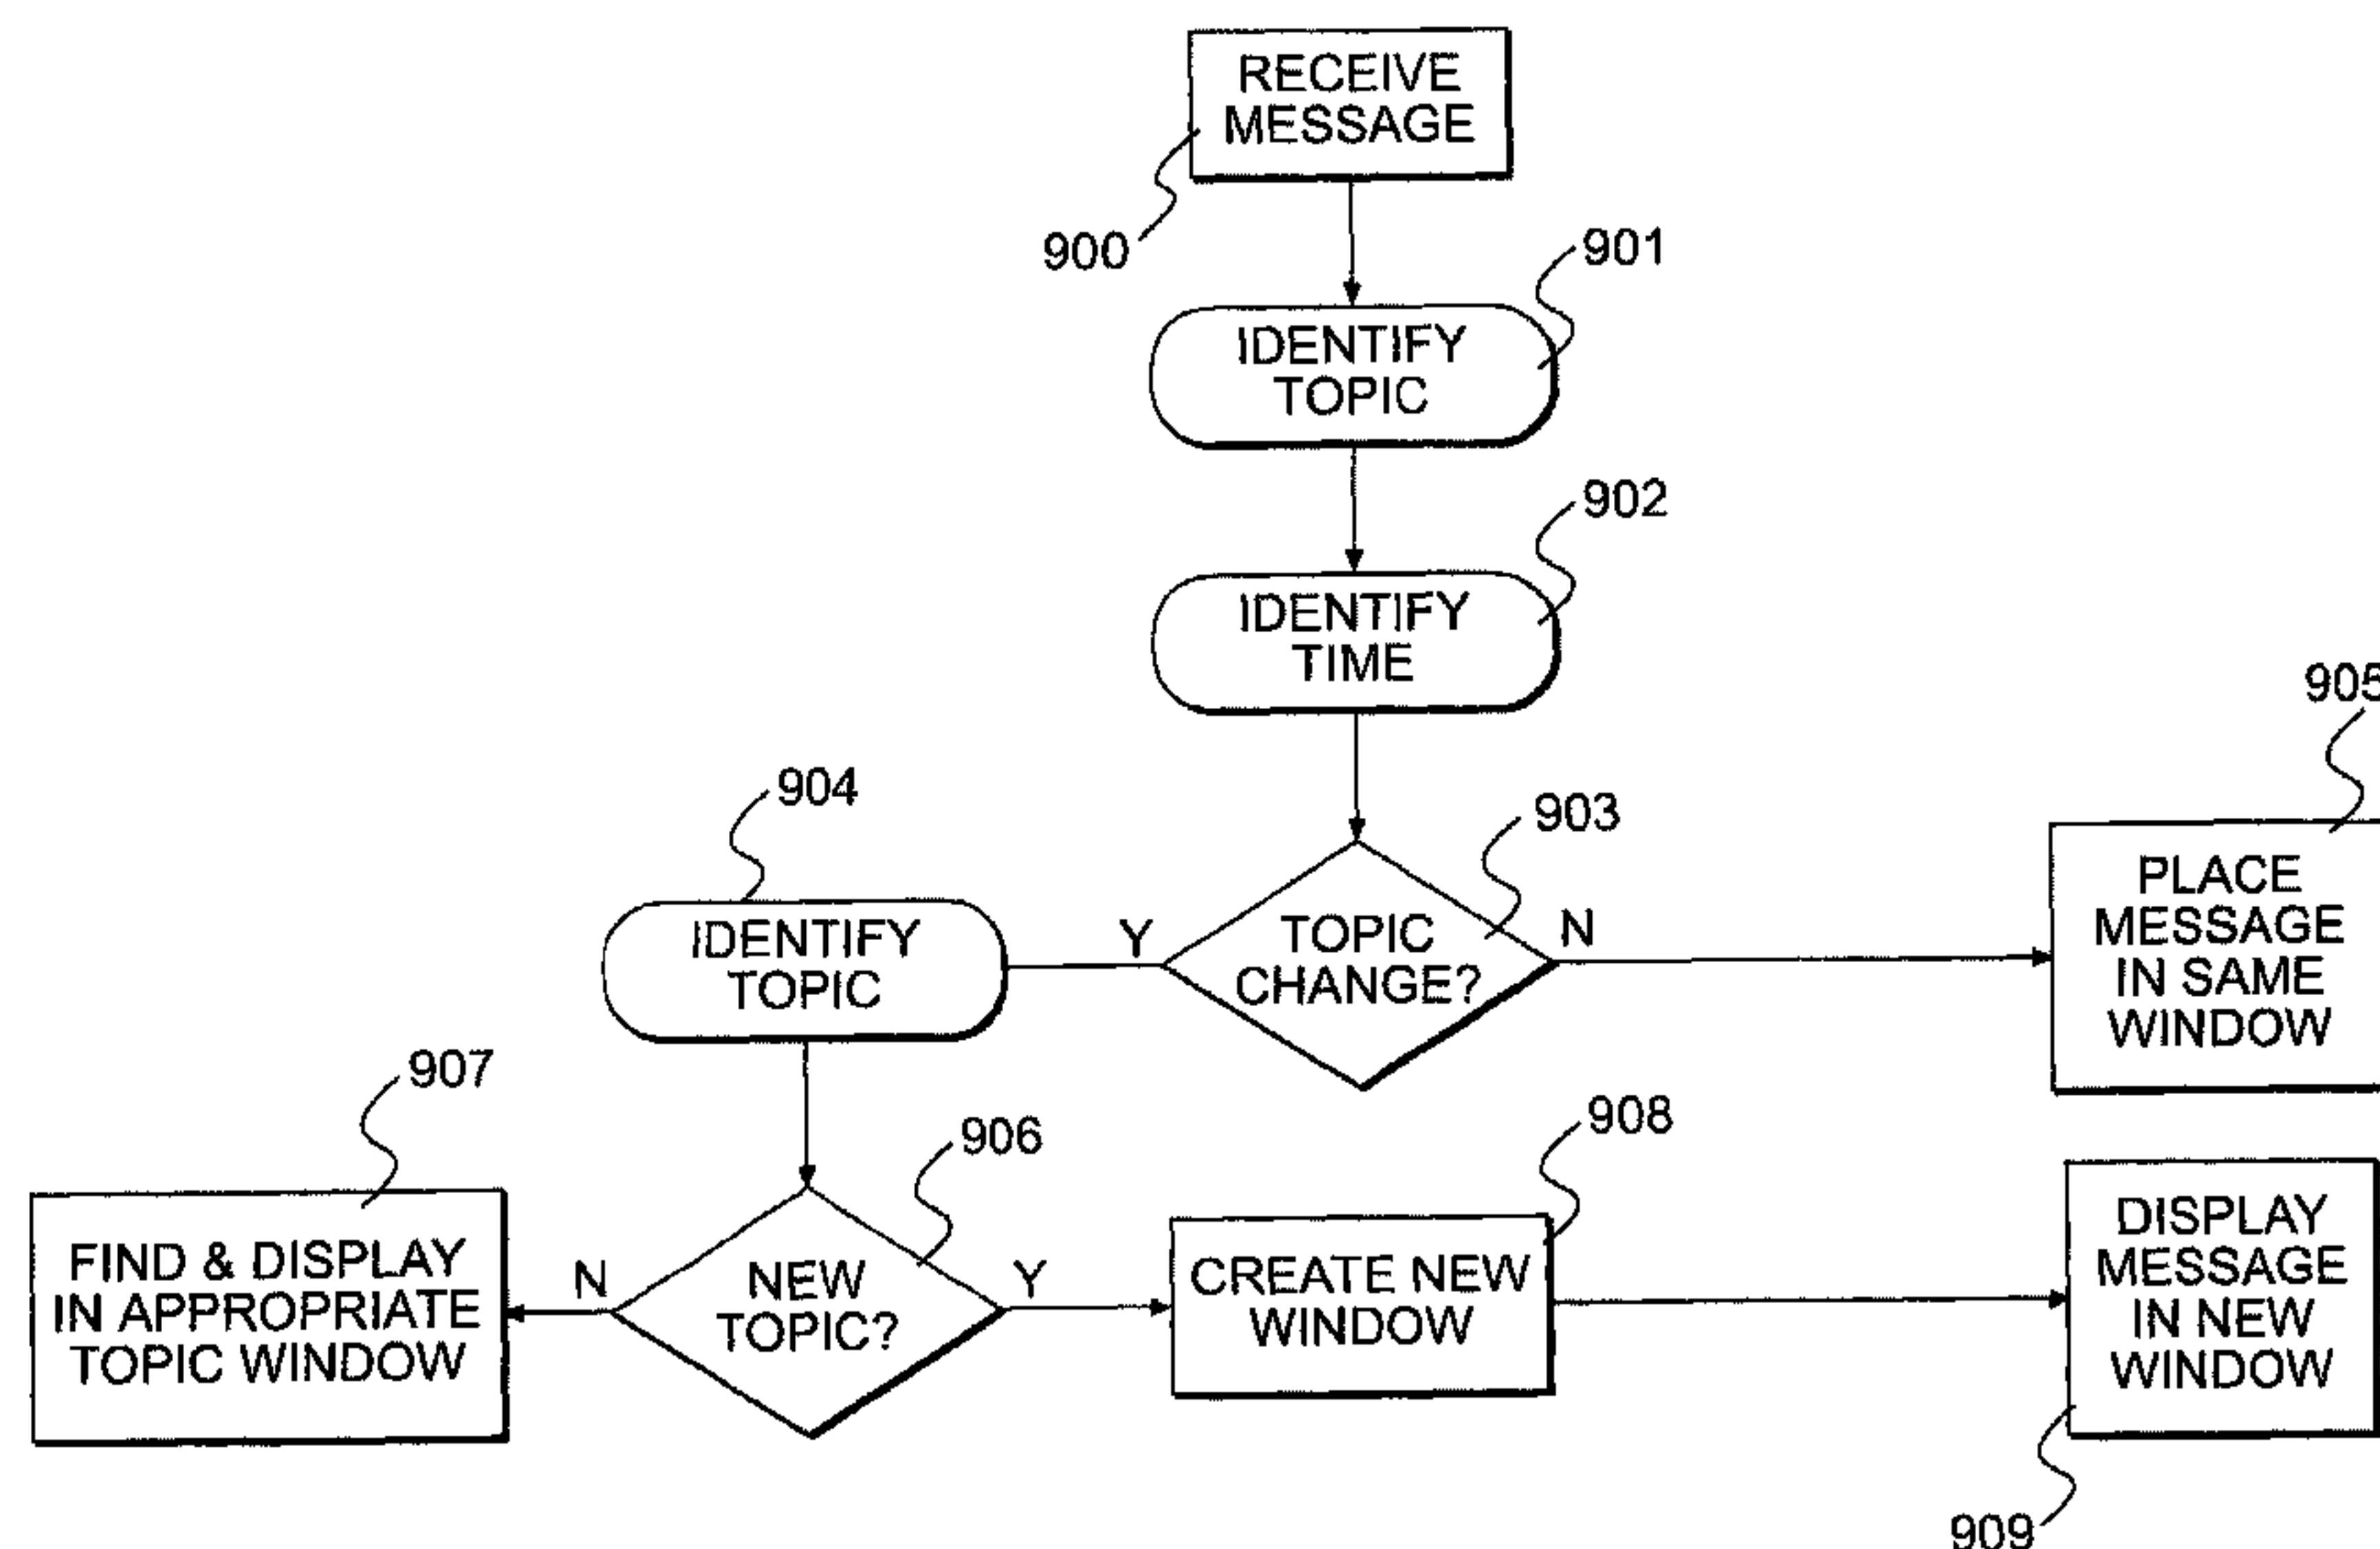 RECEIVE
MESSAGE
900
901
IDENTIFY
TOPIC
902
IDENTIFY
TIME
905
904
903
IDENTIFY
TOPIC
Y
TOPIC
CHANGE?
N
PLACE
MESSAGE
IN SAME
WINDOW
907
906
908
FIND & DISPLAY
IN APPROPRIATE
TOPIC WINDOW
N
NEW
TOPIC?
Y
CREATE NEW
WINDOW
DISPLAY
MESSAGE
IN NEW
WINDOW
909